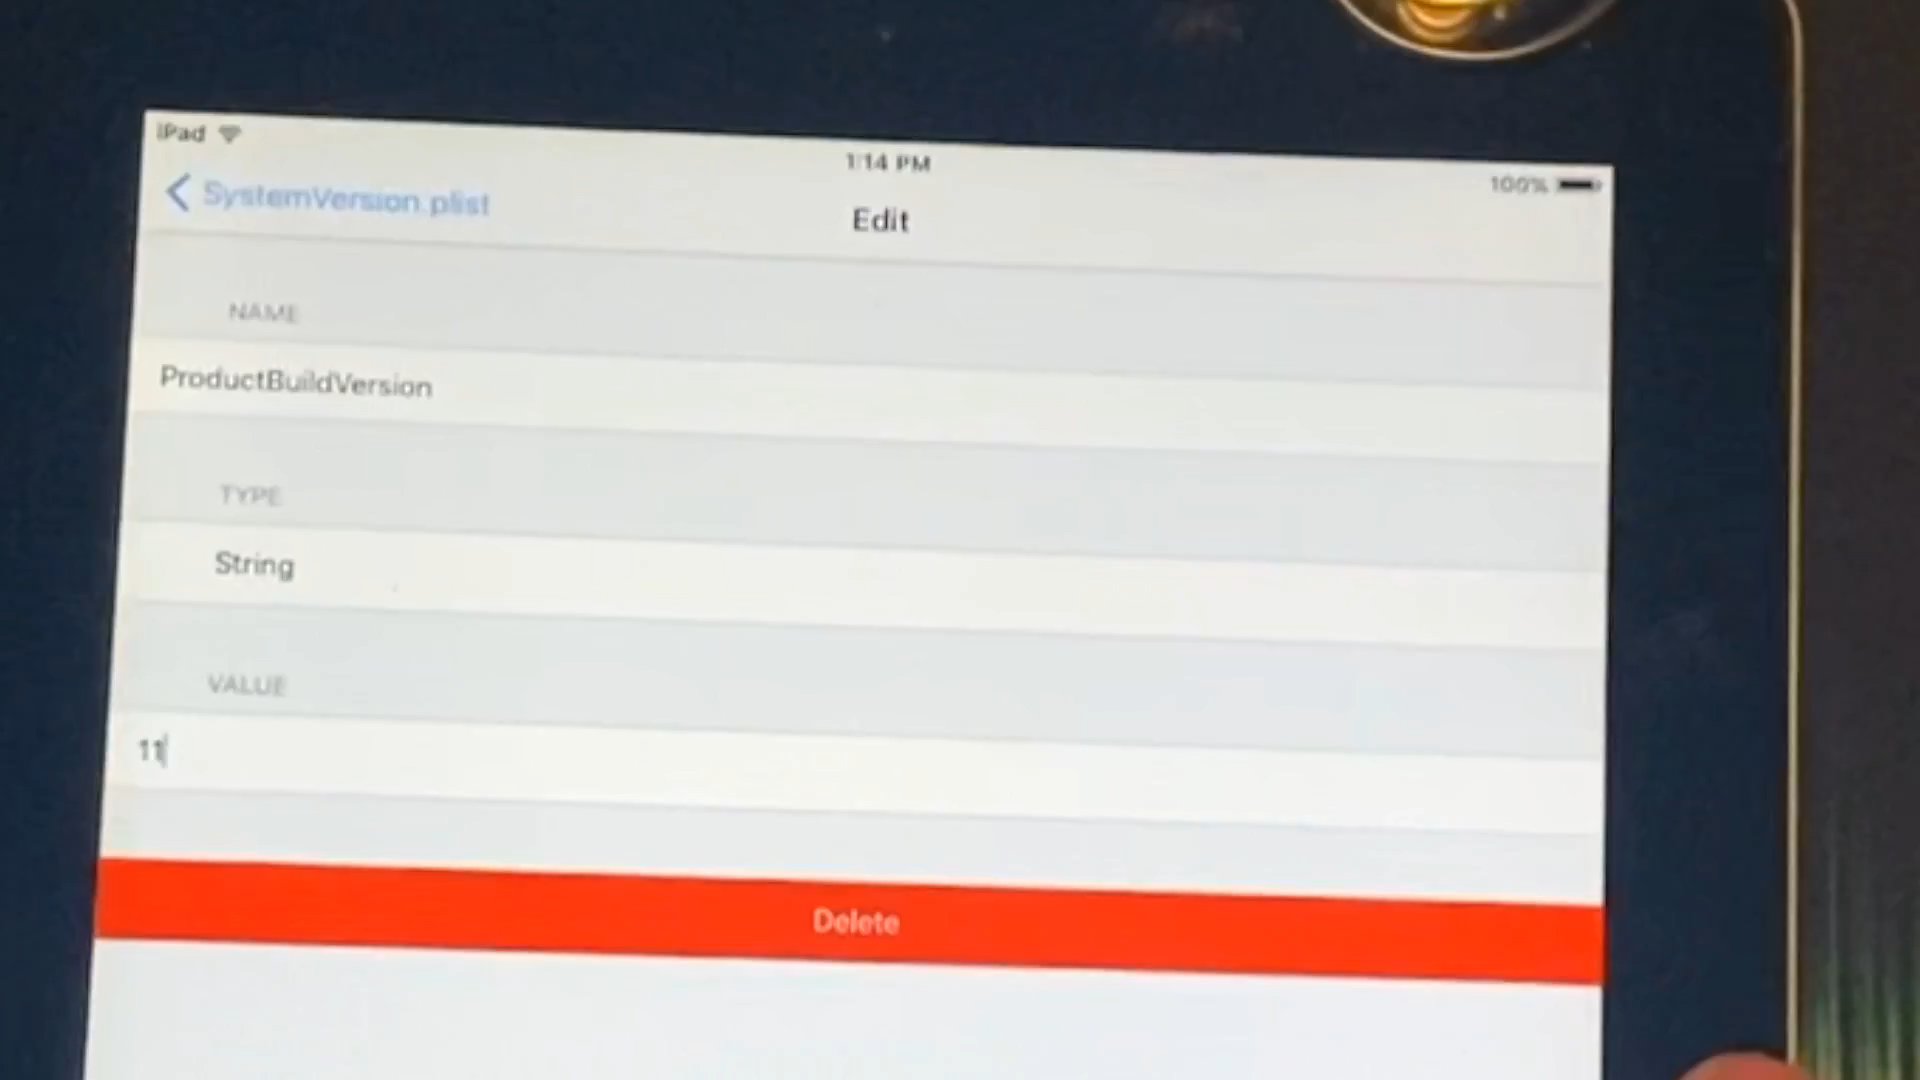 iPad
1:14 PM
100%
SystemVersion.plist
Edit
NAME
ProductBuildVersion
TYPE
String
VALUE
11
Delete